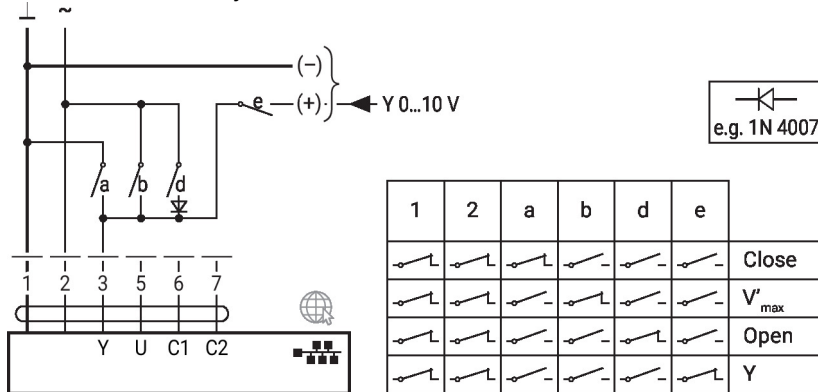 ⊥ ~
(−)
e (+) Y 0...10 V
e.g. 1N 4007
a b d
1 2 3 5 6 7
Y U C1 C2
1 2 a b d e
Close
V'max
Open
Y